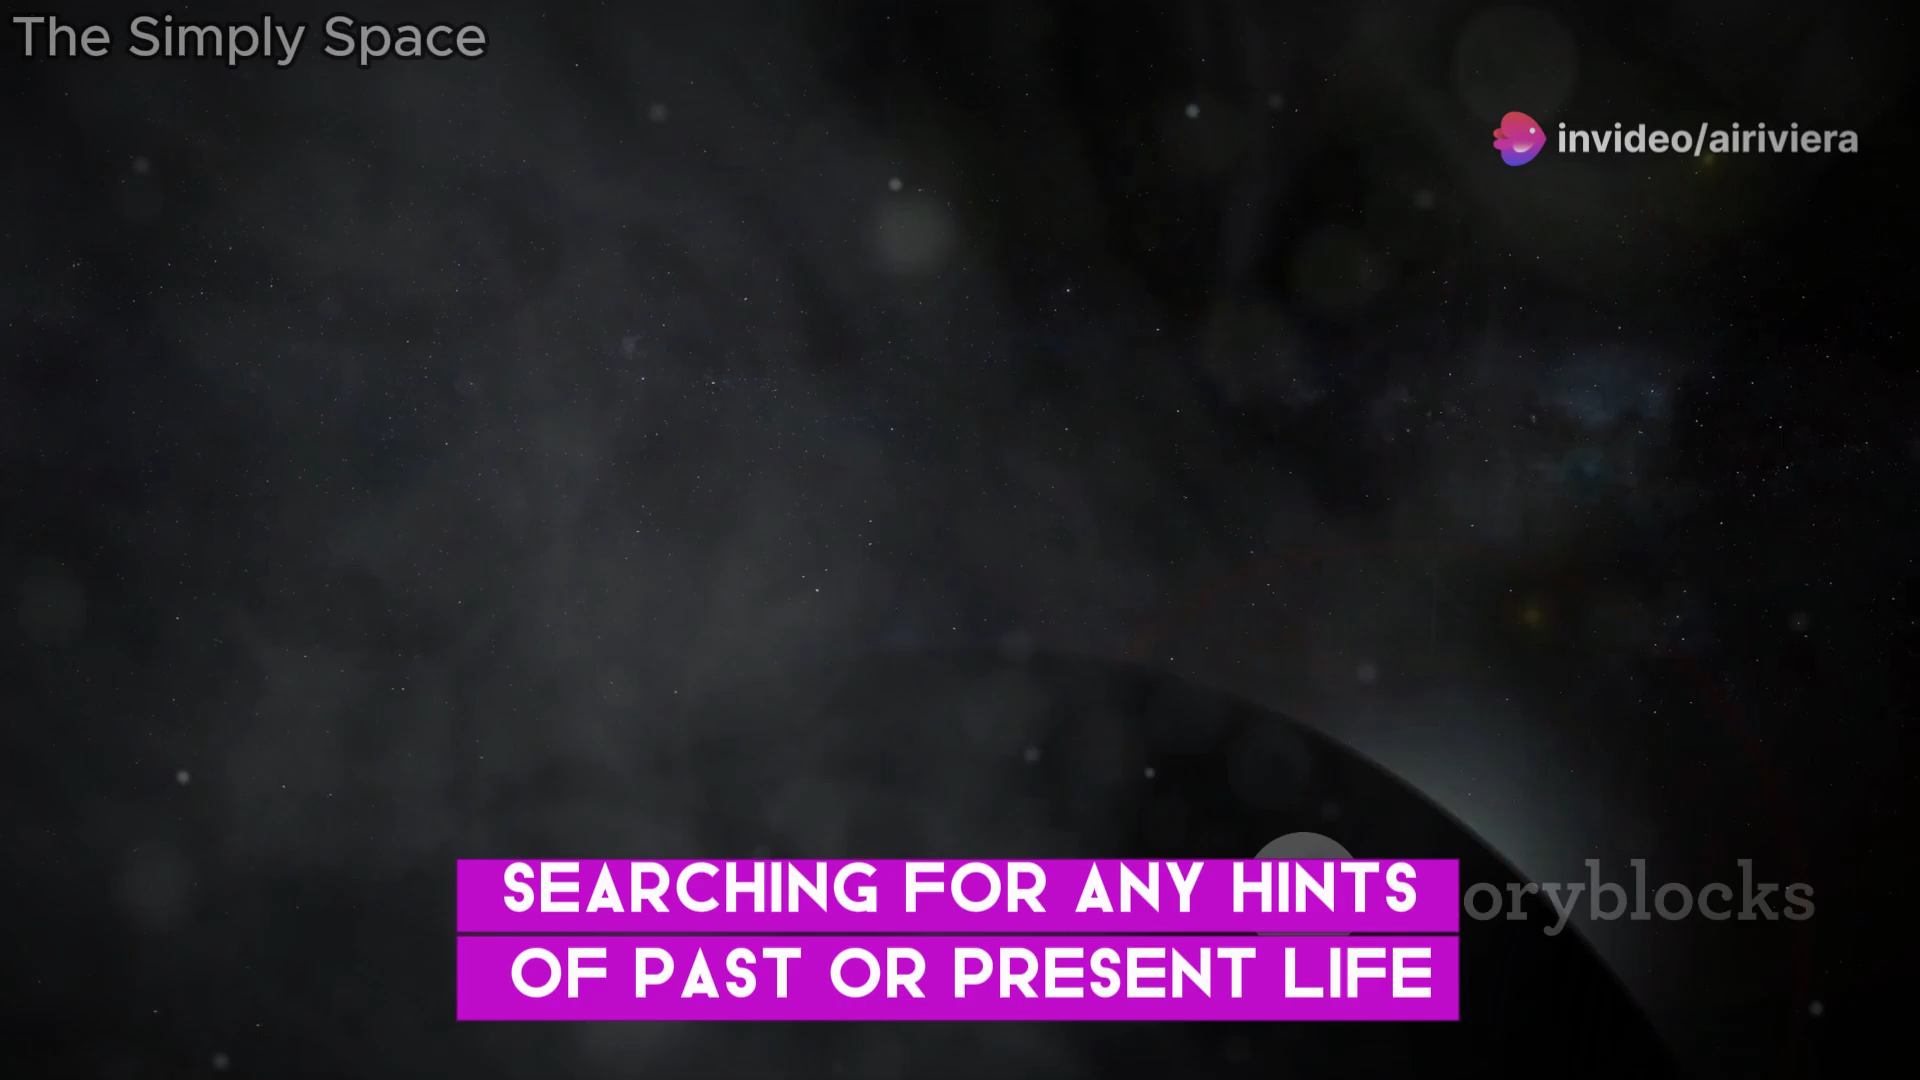 The Simply Space
invideo/airiviera
SEARCHING FOR ANY HINTS
oryblocks
OF PAST OR PRESENT LIFE